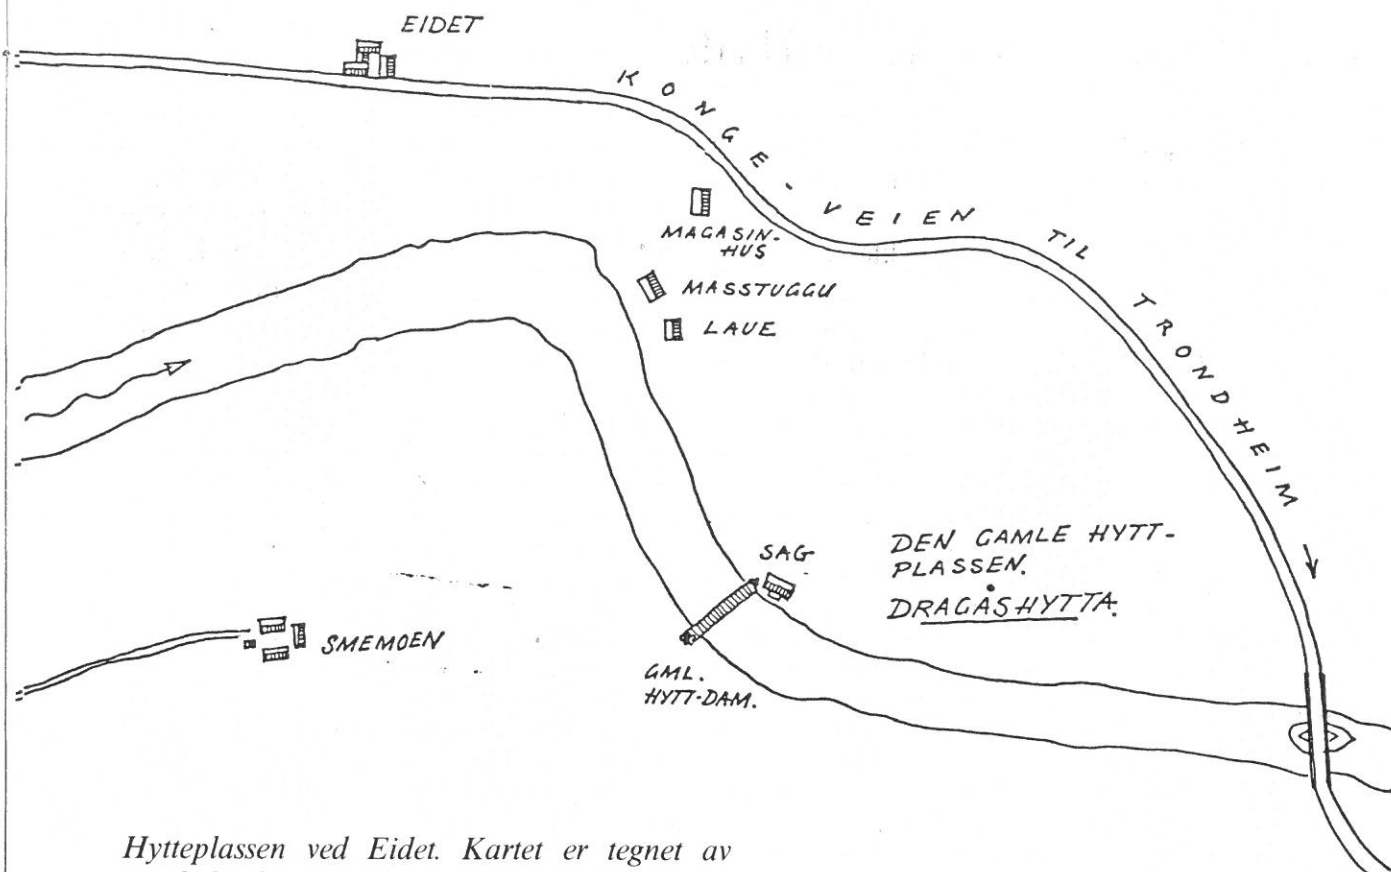 EIDET
KONGE-VEIEN TIL TRONDHEIM
MAGASIN-
HUS
MASSTUGGU
LAUE
SAG
DEN GAMLE HYTT-
PLASSEN.
DRAGÅSHYTTA.
SMEMOEN
GML.
HYTT-DAM.
Hytteplassen ved Eidet. Kartet er tegnet av